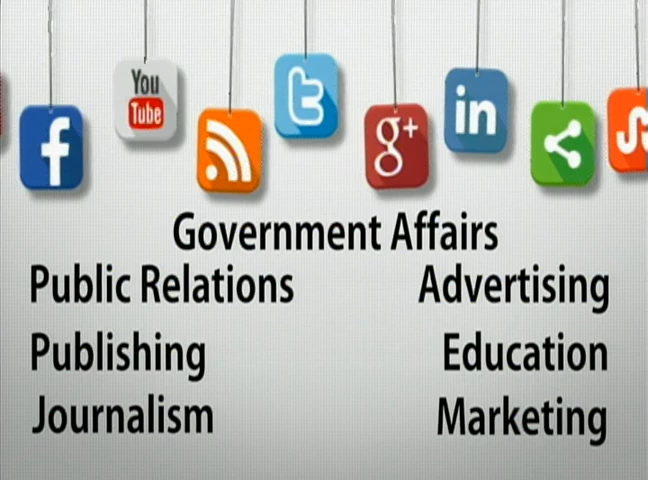 You
Tube
f
t
g+
in
Government Affairs
Public Relations Advertising
Publishing Education
Journalism Marketing